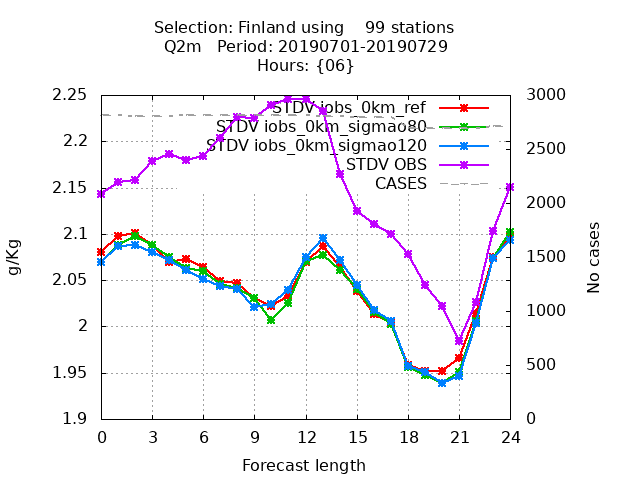 Selection: Finland using    99 stations
Q2m   Period: 20190701-20190729
Hours: {06}
2.25
2.2
2.15
2.1
2.05
2
1.95
1.9
g/Kg
STDV iobs_0km_ref
STDV iobs_0km_sigmao80
STDV iobs_0km_sigmao120
STDV OBS
CASES
3000
2500
2000
1500
1000
500
0
No cases
0 3 6 9 12 15 18 21 24
Forecast length